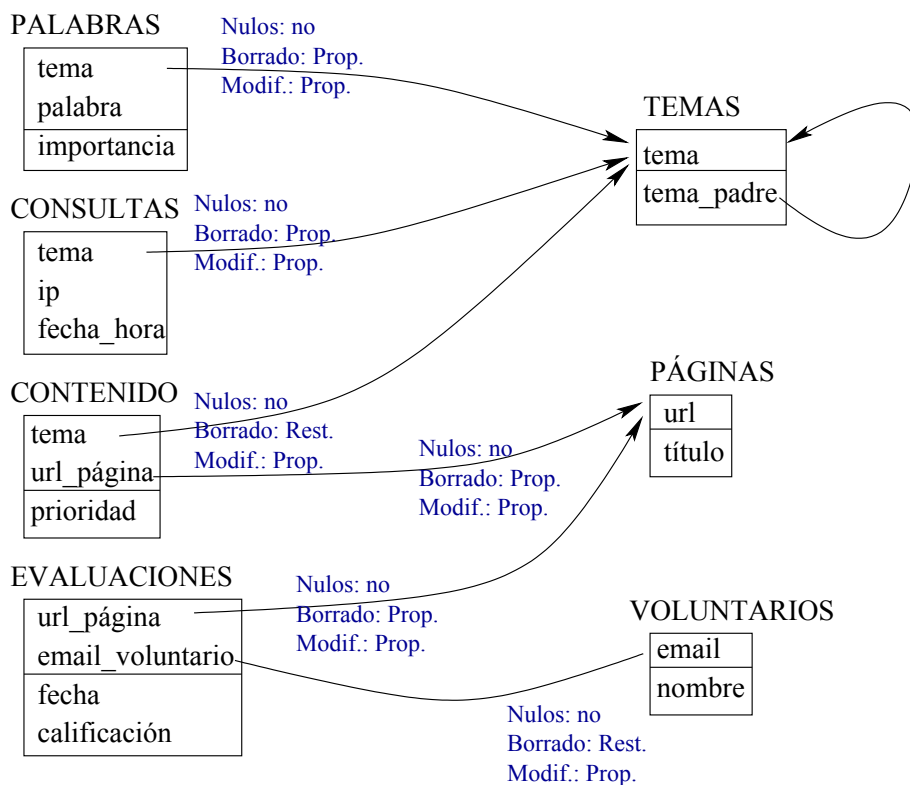 PALABRAS
tema
palabra
importancia
Nulos: no
Borrado: Prop.
Modif.: Prop.
TEMAS
tema
tema_padre
CONSULTAS
tema
ip
fecha_hora
Nulos: no
Borrado: Prop.
Modif.: Prop.
CONTENIDO
tema
url_página
prioridad
Nulos: no
Borrado: Rest.
Modif.: Prop.
Nulos: no
Borrado: Prop.
Modif.: Prop.
PÁGINAS
url
título
EVALUACIONES
url_página
email_voluntario
fecha
calificación
Nulos: no
Borrado: Prop.
Modif.: Prop.
VOLUNTARIOS
email
nombre
Nulos: no
Borrado: Rest.
Modif.: Prop.